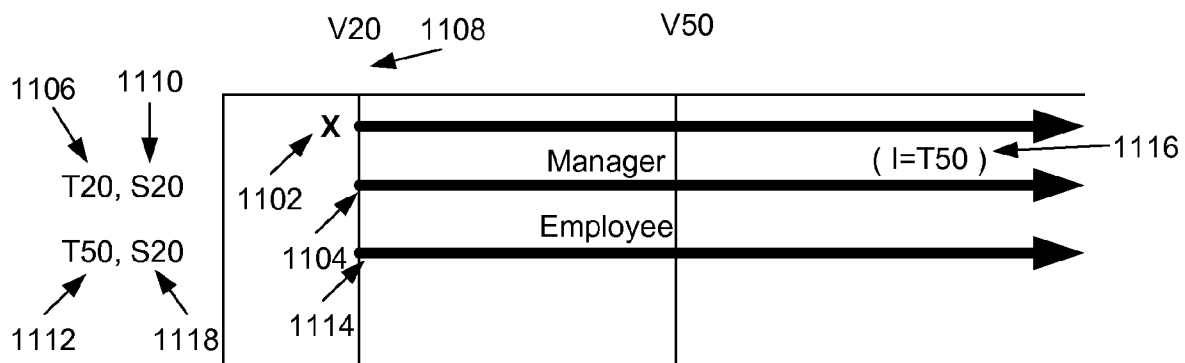 V20 1108 V50
1106 1110
X
Manager ( I=T50 ) 1116
T20, S20
1102
Employee
T50, S20
1104
1114
1112 1118